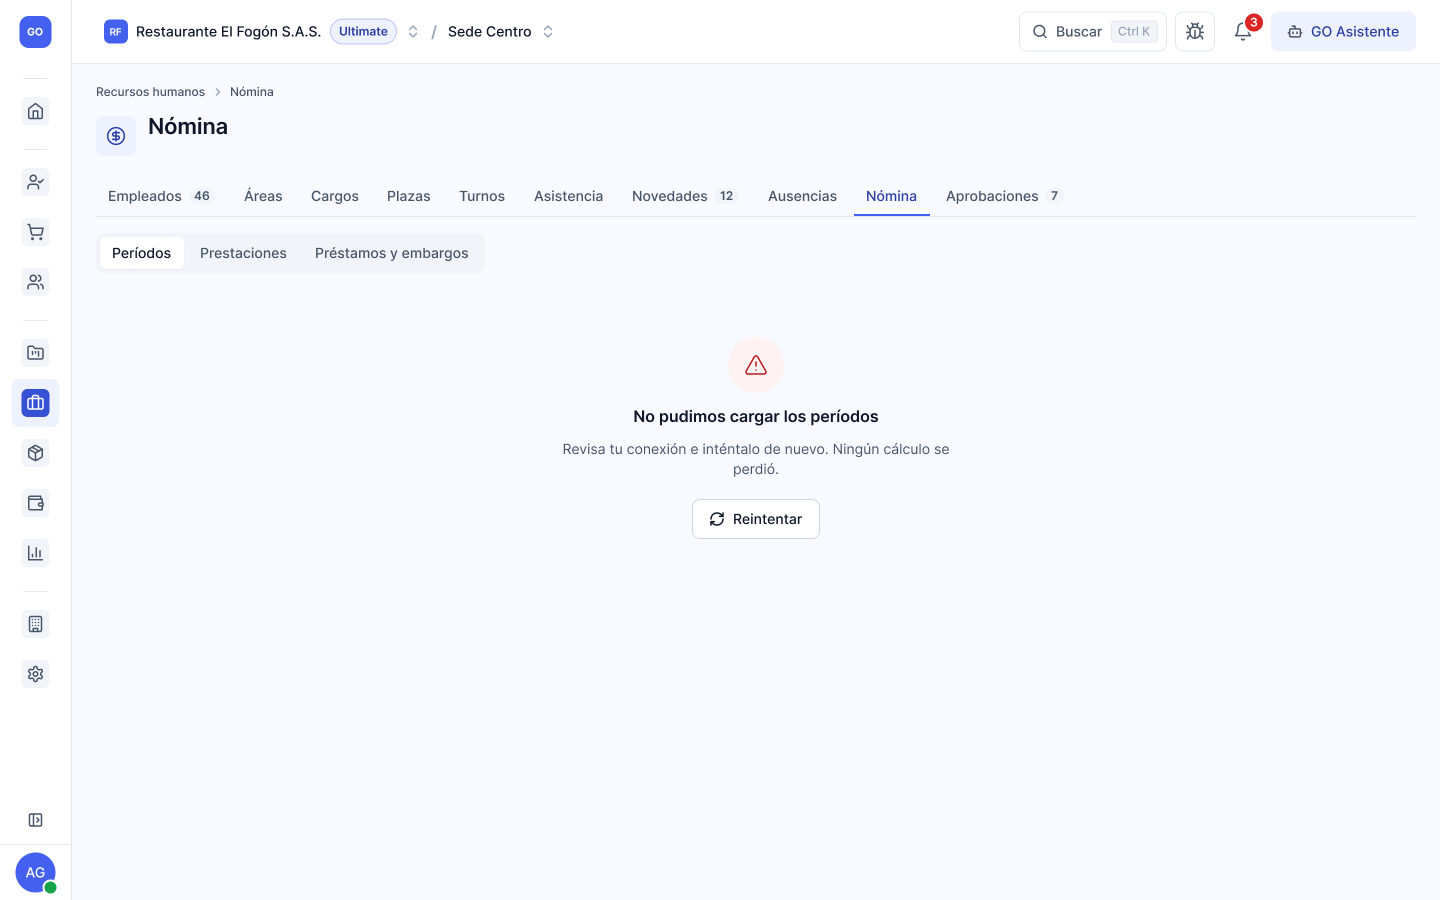 GO
RF Restaurante El Fogón S.A.S. Ultimate / Sede Centro
Buscar Ctrl K
3
GO Asistente
Recursos humanos > Nómina
Nómina
Empleados 46 Áreas Cargos Plazas Turnos Asistencia Novedades 12 Ausencias Nómina Aprobaciones 7
Períodos Prestaciones Préstamos y embargos
No pudimos cargar los períodos
Revisa tu conexión e inténtalo de nuevo. Ningún cálculo se
perdió.
Reintentar
AG